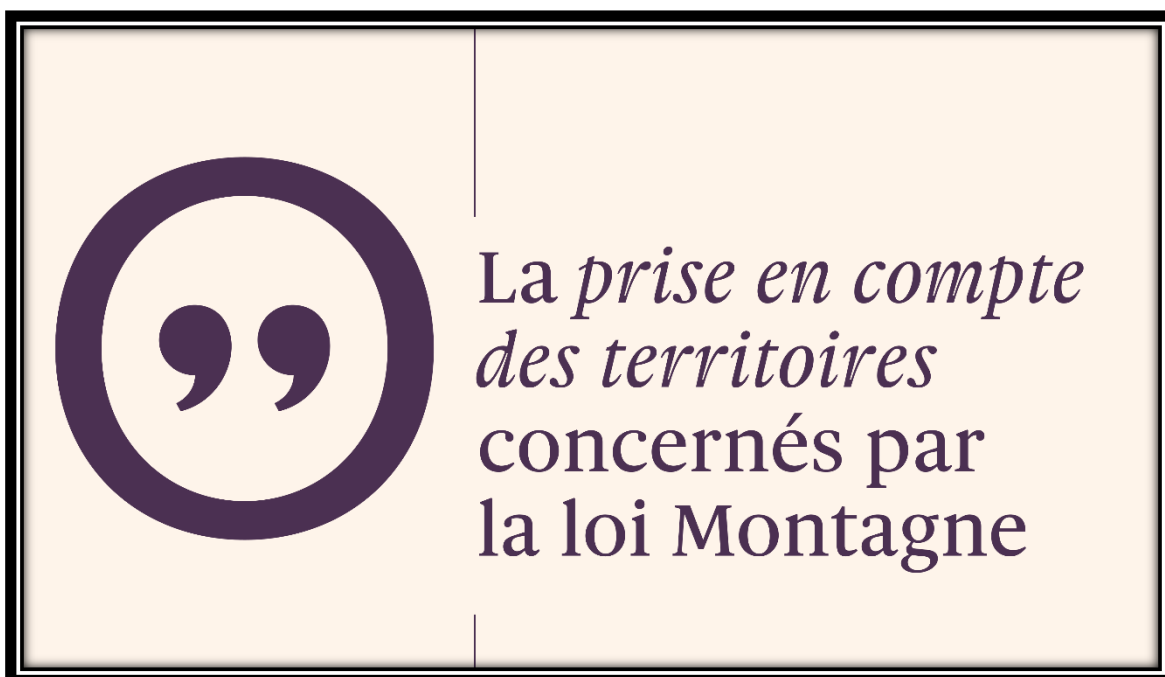 ”
La prise en compte
des territoires
concernés par
la loi Montagne